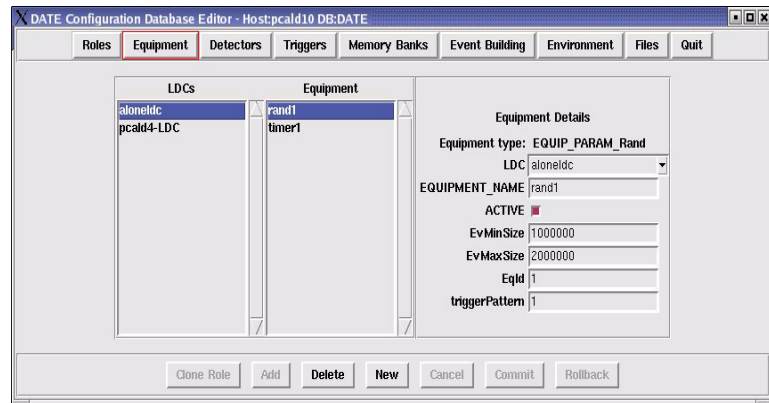 X DATE Configuration Database Editor - Host:pcald10 DB:DATE
Roles Equipment Detectors Triggers Memory Banks Event Building Environment Files Quit
LDCs
aloneldc
pcald4-LDC
Equipment
rand1
timer1
Equipment Details
Equipment type: EQUIP_PARAM_Rand
LDC aloneldc
EQUIPMENT_NAME rand1
ACTIVE
EvMinSize 1000000
EvMaxSize 2000000
EqId 1
triggerPattern 1
Clone Role Add Delete New Cancel Commit Rollback